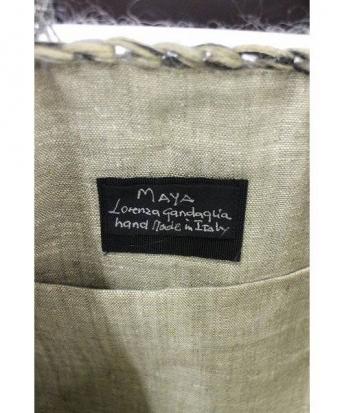 MAYA
Lorenza Gandaglia
hand Made in Italy